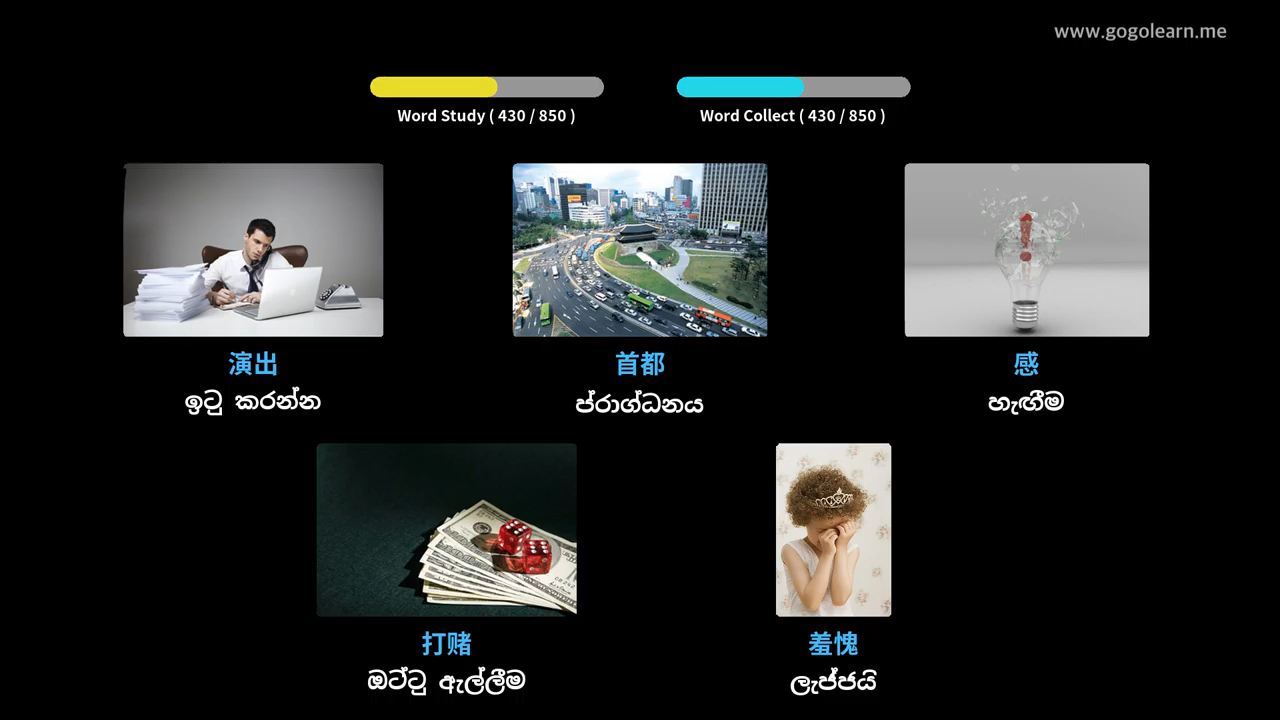 www.gogolearn.me
Word Study ( 430 / 850 )
Word Collect ( 430 / 850 )
演出
ඉටු කරන්න
首都
ප්රාග්ධනය
感
හැඟීම
打赌
ඔට්ටු ඇල්ලීම
羞愧
ලැජ්ජයි